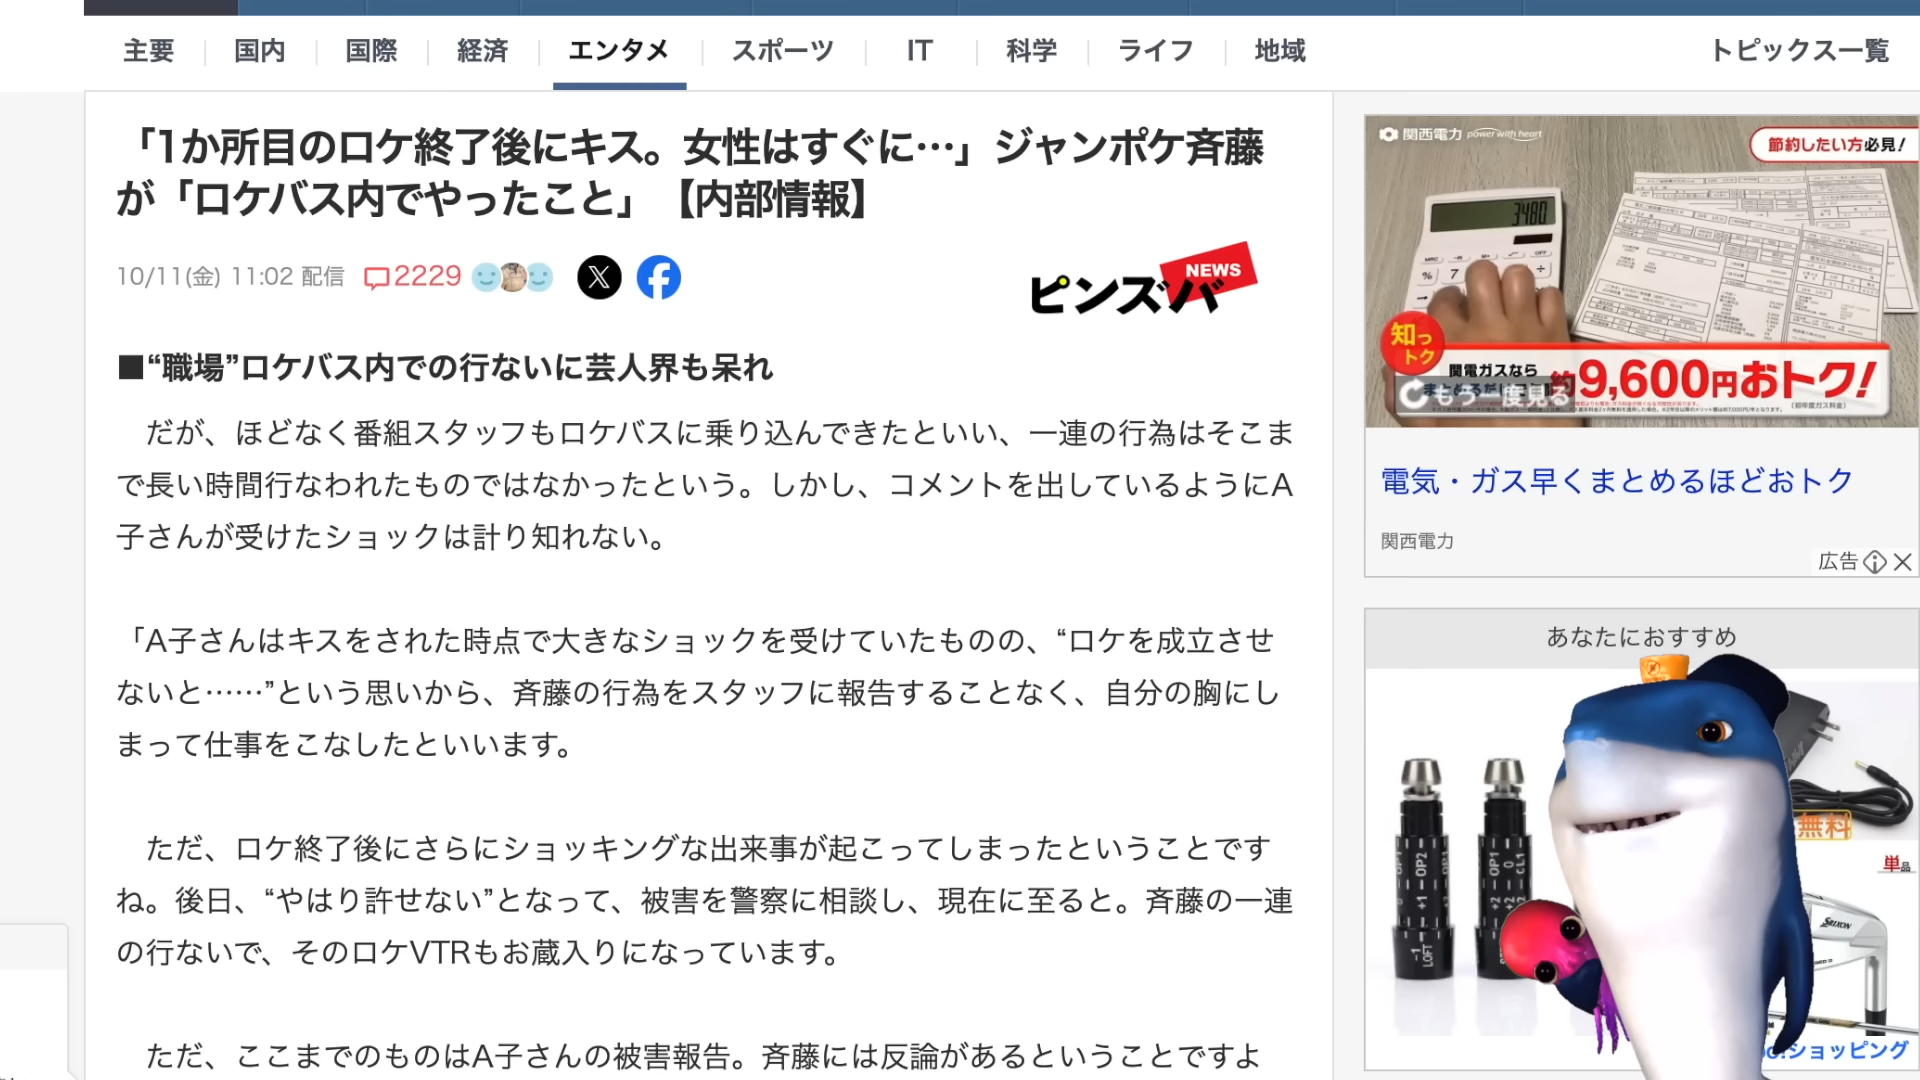 主要
国内
国際
経済
エンタメ
スポーツ
IT
科学
ライフ
地域
トピックス一覧
「1か所目のロケ終了後にキス。女性はすぐに…」ジャンポケ斉藤
が「ロケバス内でやったこと」【内部情報】
10/11(金) 11:02 配信
2229
ピンズバ NEWS
■“職場”ロケバス内での行ないに芸人界も呆れ
だが、ほどなく番組スタッフもロケバスに乗り込んできたといい、一連の行為はそこま
で長い時間行なわれたものではなかったという。しかし、コメントを出しているようにA
子さんが受けたショックは計り知れない。
「A子さんはキスをされた時点で大きなショックを受けていたものの、“ロケを成立させ
ないと……”という思いから、斉藤の行為をスタッフに報告することなく、自分の胸にし
まって仕事をこなしたといいます。
ただ、ロケ終了後にさらにショッキングな出来事が起こってしまったということです
ね。後日、“やはり許せない”となって、被害を警察に相談し、現在に至ると。斉藤の一連
の行ないで、そのロケVTRもお蔵入りになっています。
ただ、ここまでのものはA子さんの被害報告。斉藤には反論があるということですよ
関西電力 power with heart
節約したい方必見！
3480
知っトク
関電ガスなら
約9,600円おトク！
もう一度見る
電気・ガス早くまとめるほどおトク
関西電力
広告
あなたにおすすめ
無料
単品
SRIXON
ショッピング